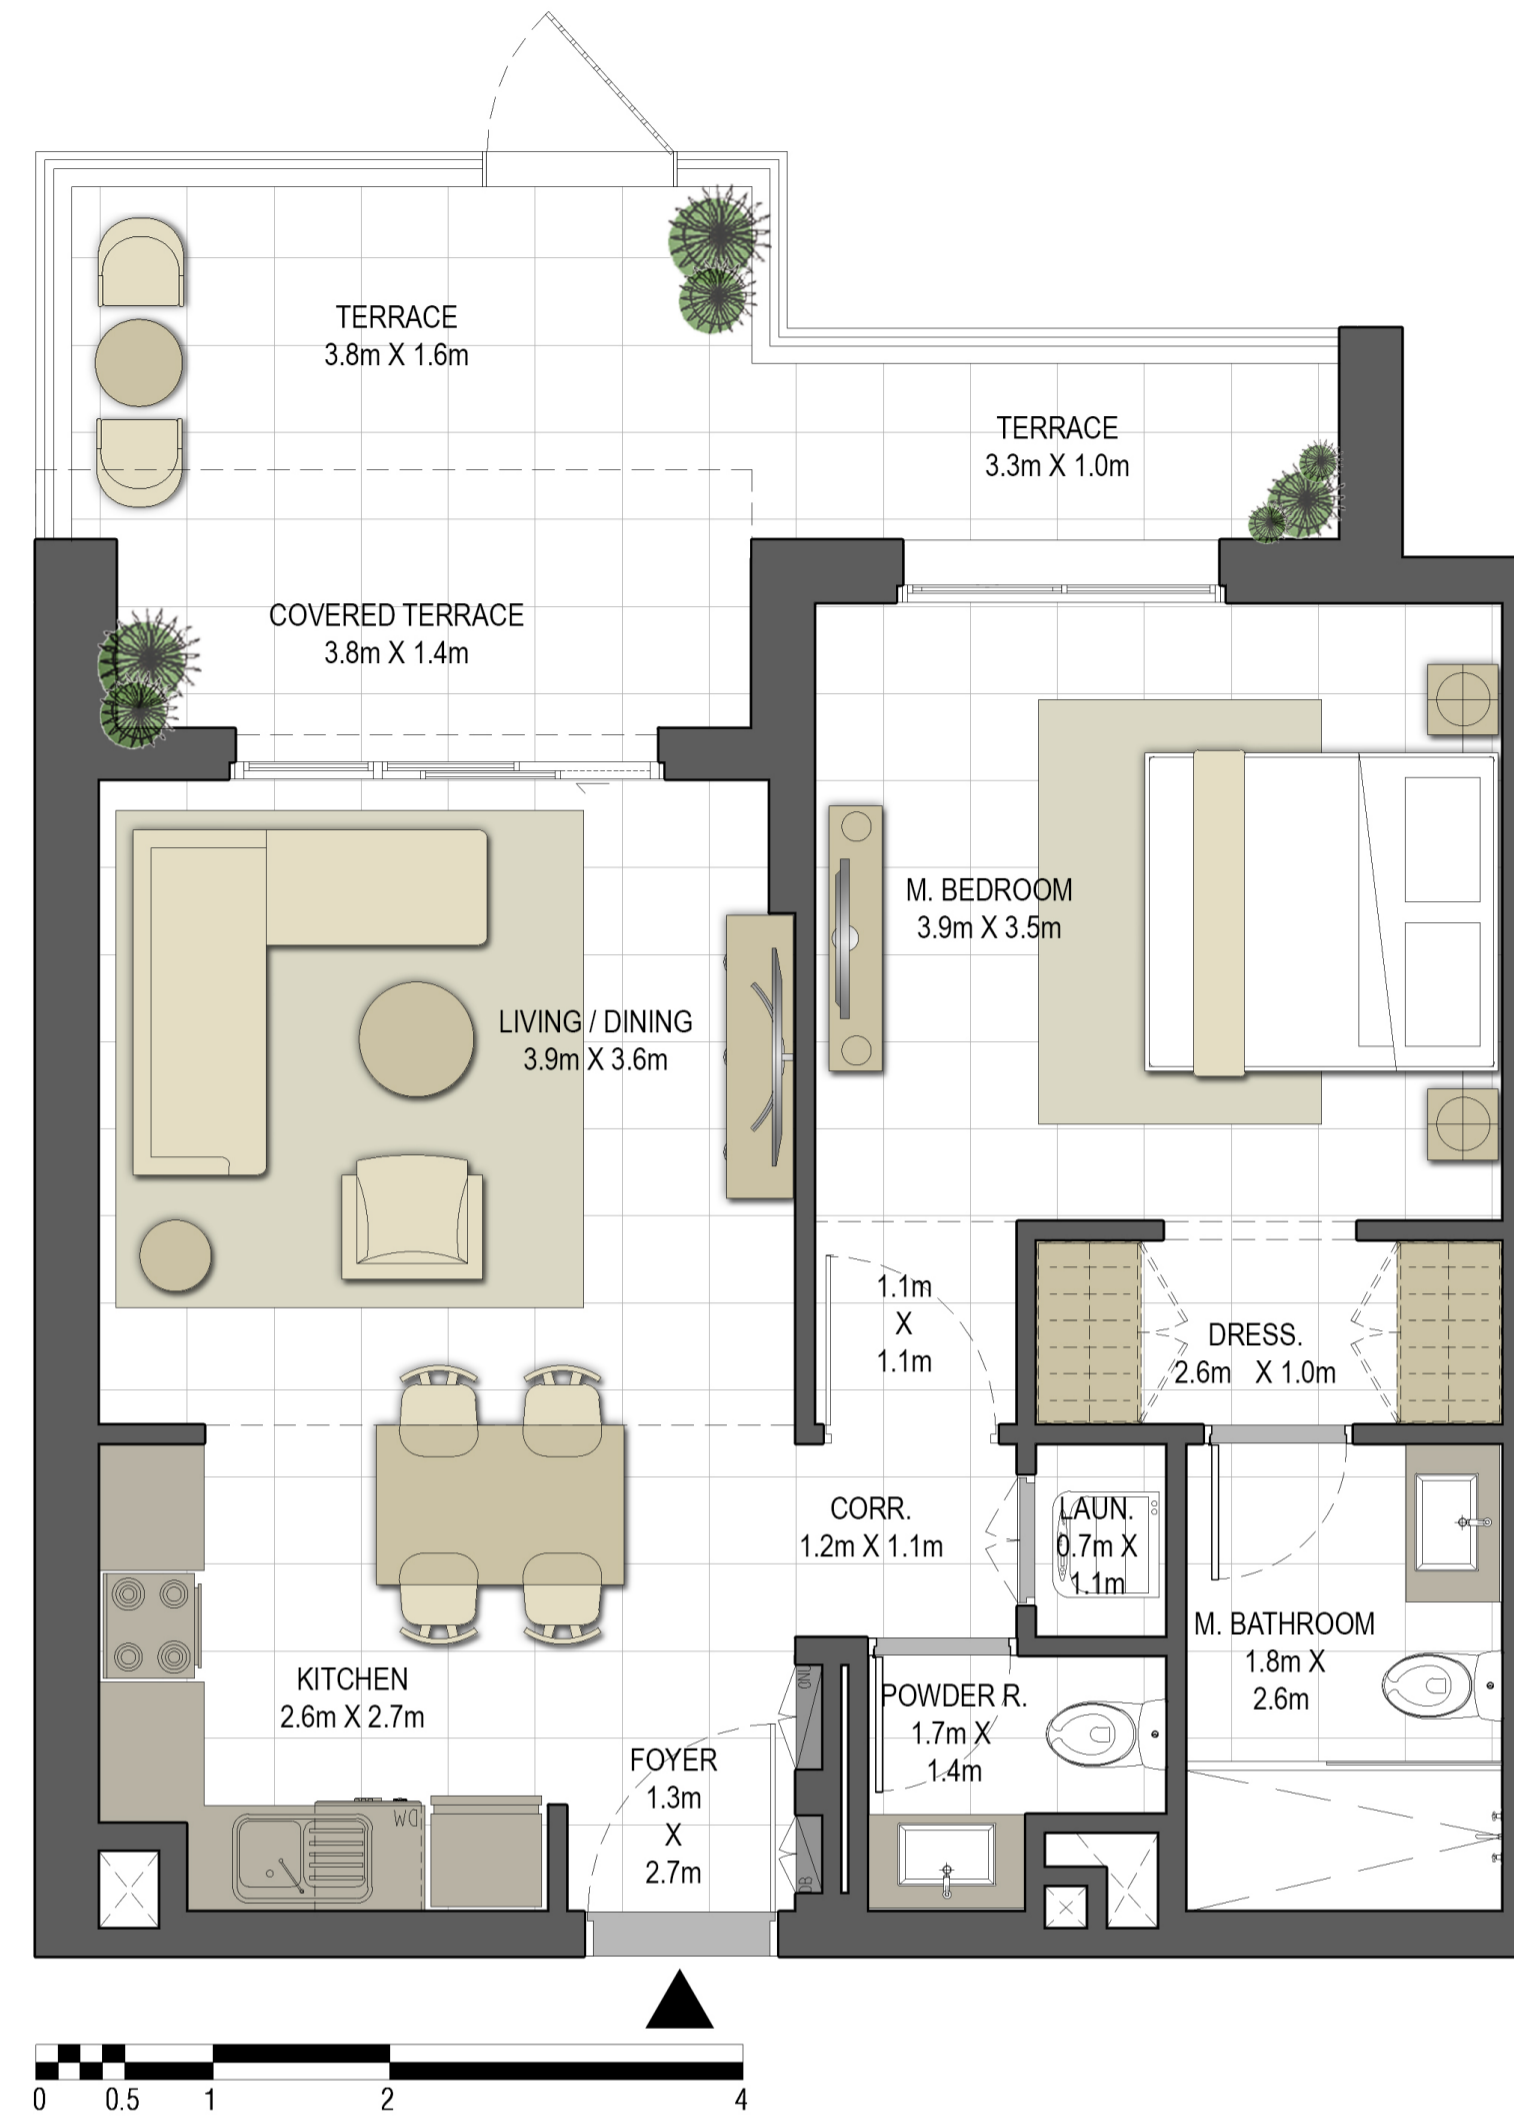 TERRACE
3.8m X 1.6m
TERRACE
3.3m X 1.0m
COVERED TERRACE
3.8m X 1.4m
M. BEDROOM
3.9m X 3.5m
LIVING / DINING
3.9m X 3.6m
1.1m
X
1.1m
DRESS.
2.6m X 1.0m
CORR.
1.2m X 1.1m
LAUN.
0.7m X
1.1m
M. BATHROOM
1.8m X
2.6m
KITCHEN
2.6m X 2.7m
POWDER R.
1.7m X
1.4m
FOYER
1.3m
X
2.7m
DW
DB
0 0.5 1 2 4